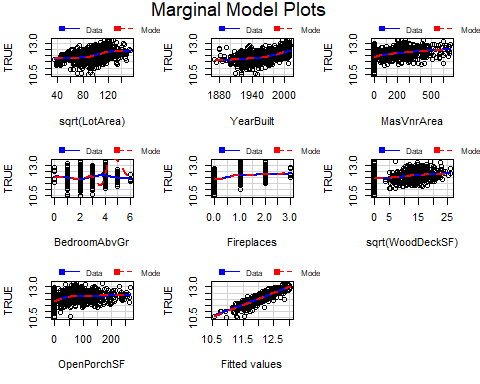 Marginal Model Plots
Data Mode
Data Mode
Data Mode
TRUE
10.5 13.0
40 80 120
sqrt(LotArea)
TRUE
10.5 13.0
1880 1940 2000
YearBuilt
TRUE
10.5 13.0
0 200 500
MasVnrArea
Data Mode
Data Mode
Data Mode
TRUE
10.5 13.0
0 1 2 3 4 5 6
BedroomAbvGr
TRUE
10.5 13.0
0.0 1.0 2.0 3.0
Fireplaces
TRUE
10.5 13.0
0 5 15 25
sqrt(WoodDeckSF)
Data Mode
Data Mode
TRUE
10.5 13.0
0 50 150 250
OpenPorchSF
TRUE
10.5 13.0
10.5 11.5 12.5
Fitted values